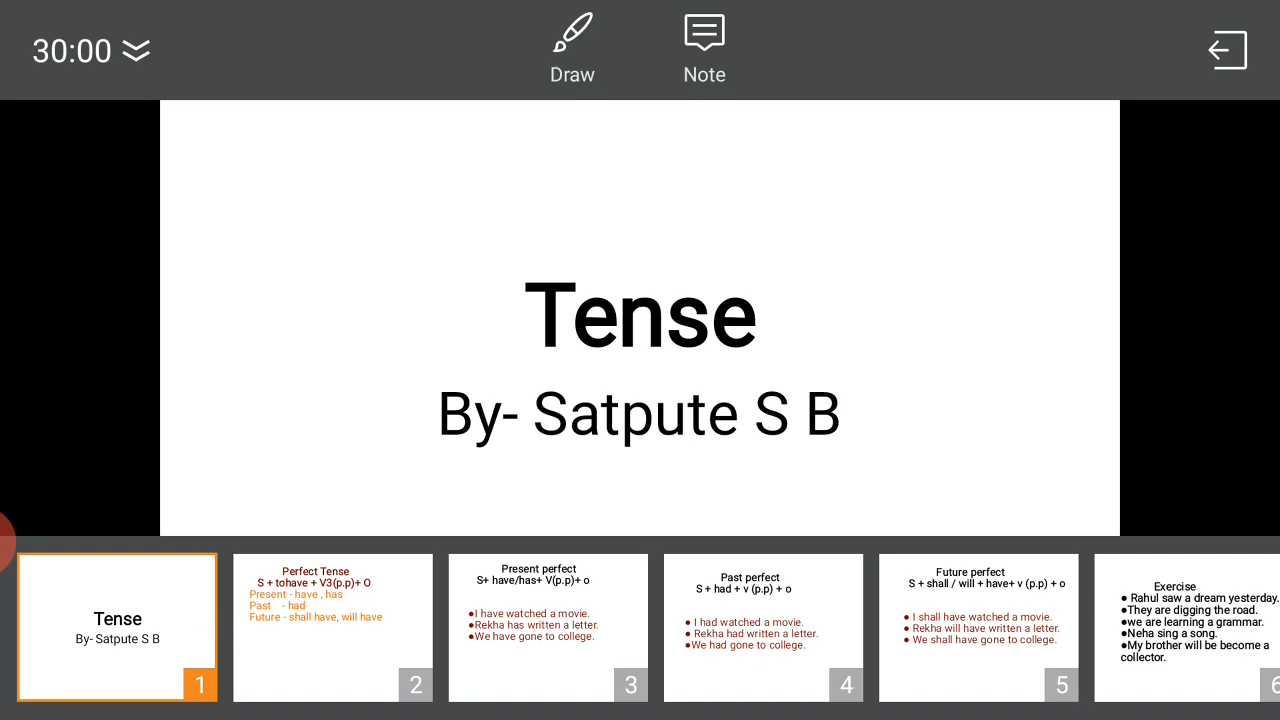 30:00
Draw
Note
Tense
By- Satpute S B
Tense
By- Satpute S B
1
Perfect Tense
S + tohave + V3(p.p)+ O
Present - have , has
Past - had
Future - shall have, will have
2
Present perfect
S+ have/has+ V(p.p)+ o
●I have watched a movie.
●Rekha has written a letter.
●We have gone to college.
3
Past perfect
S + had + v (p.p) + o
● I had watched a movie.
● Rekha had written a letter.
●We had gone to college.
4
Future perfect
S + shall / will + have+ v (p.p) + o
● I shall have watched a movie.
● Rekha will have written a letter.
● We shall have gone to college.
5
Exercise
● Rahul saw a dream yesterday.
●They are digging the road.
●we are learning a grammar.
●Neha sing a song.
●My brother will be become a
collector.
6